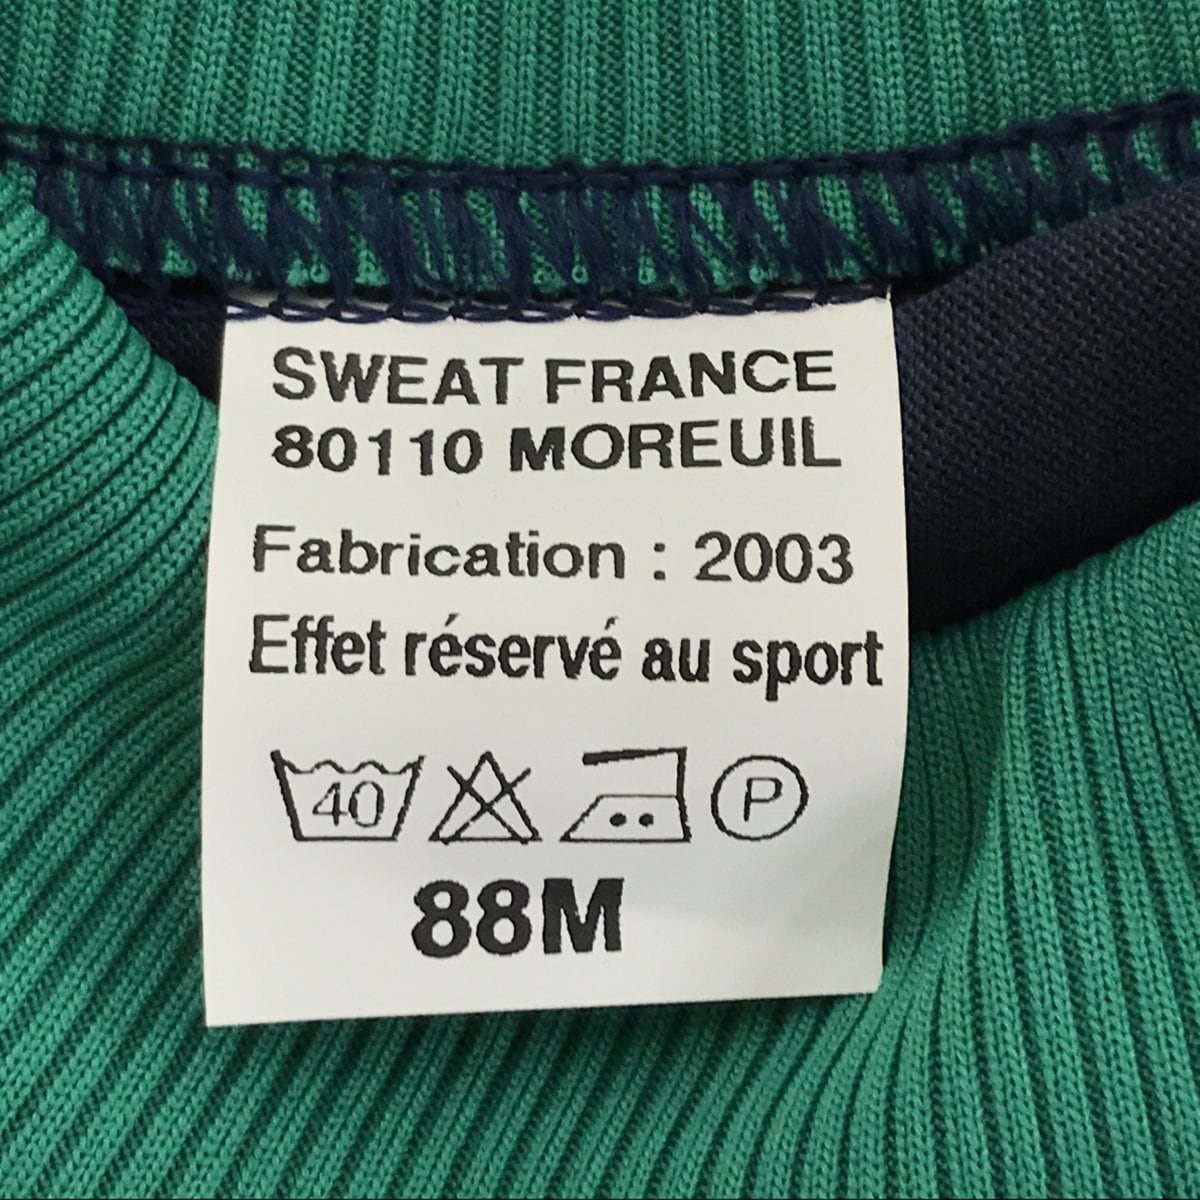 SWEAT FRANCE
80110 MOREUIL
Fabrication : 2003
Effet réservé au sport
40 P
88M